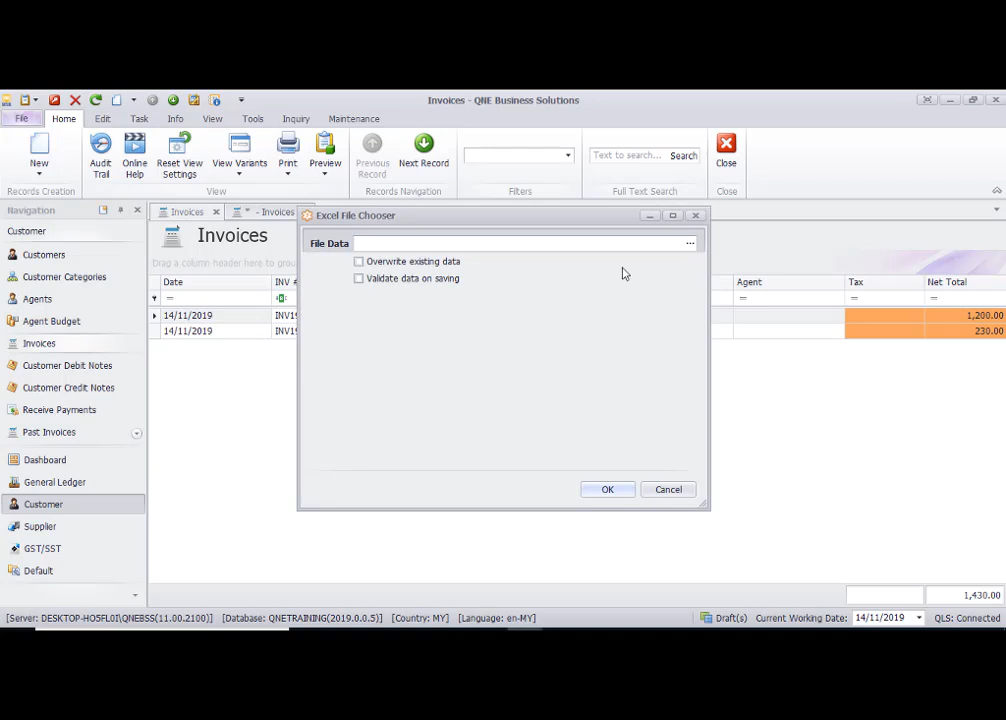 Invoices - QNE Business Solutions
File Home Edit Task Info View Tools Inquiry Maintenance
New Audit Trail Online Help Reset View Settings View Variants Print Preview Previous Record Next Record Text to search... Search Close
Records Creation View Records Navigation Filters Full Text Search Close
Navigation
Customer
Customers
Customer Categories
Agents
Agent Budget
Invoices
Customer Debit Notes
Customer Credit Notes
Receive Payments
Past Invoices
Dashboard
General Ledger
Customer
Supplier
GST/SST
Default
Invoices * - Invoices
Invoices
Drag a column header here to grou
Date INV # Agent Tax Net Total
= = = =
14/11/2019 INV19 1,200.00
14/11/2019 INV19 230.00
1,430.00
Excel File Chooser
File Data ...
Overwrite existing data
Validate data on saving
OK Cancel
[Server: DESKTOP-HO5FL0I\QNEBSS(11.00.2100)] [Database: QNETRAINING(2019.0.0.5)] [Country: MY] [Language: en-MY] Draft(s) Current Working Date: 14/11/2019 QLS: Connected